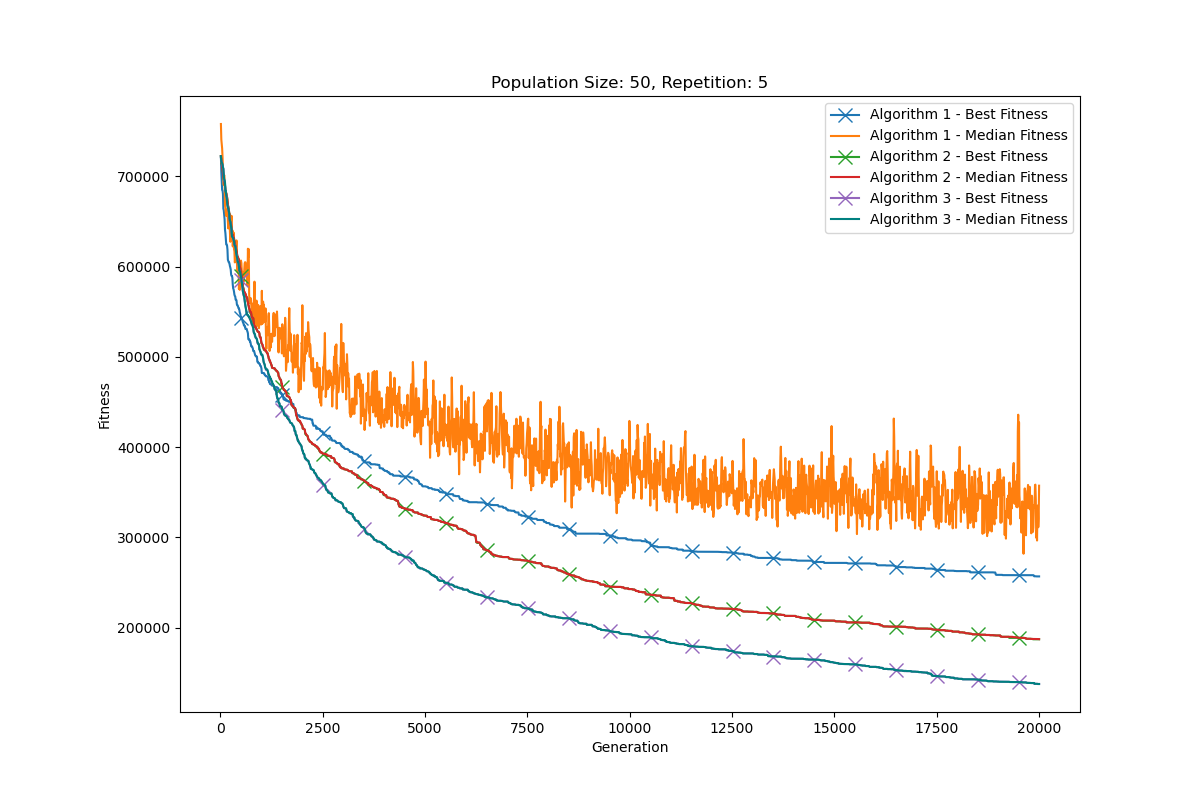 Population Size: 50, Repetition: 5
Algorithm 1 - Best Fitness
Algorithm 1 - Median Fitness
Algorithm 2 - Best Fitness
Algorithm 2 - Median Fitness
Algorithm 3 - Best Fitness
Algorithm 3 - Median Fitness
Fitness
700000
600000
500000
400000
300000
200000
0 2500 5000 7500 10000 12500 15000 17500 20000
Generation